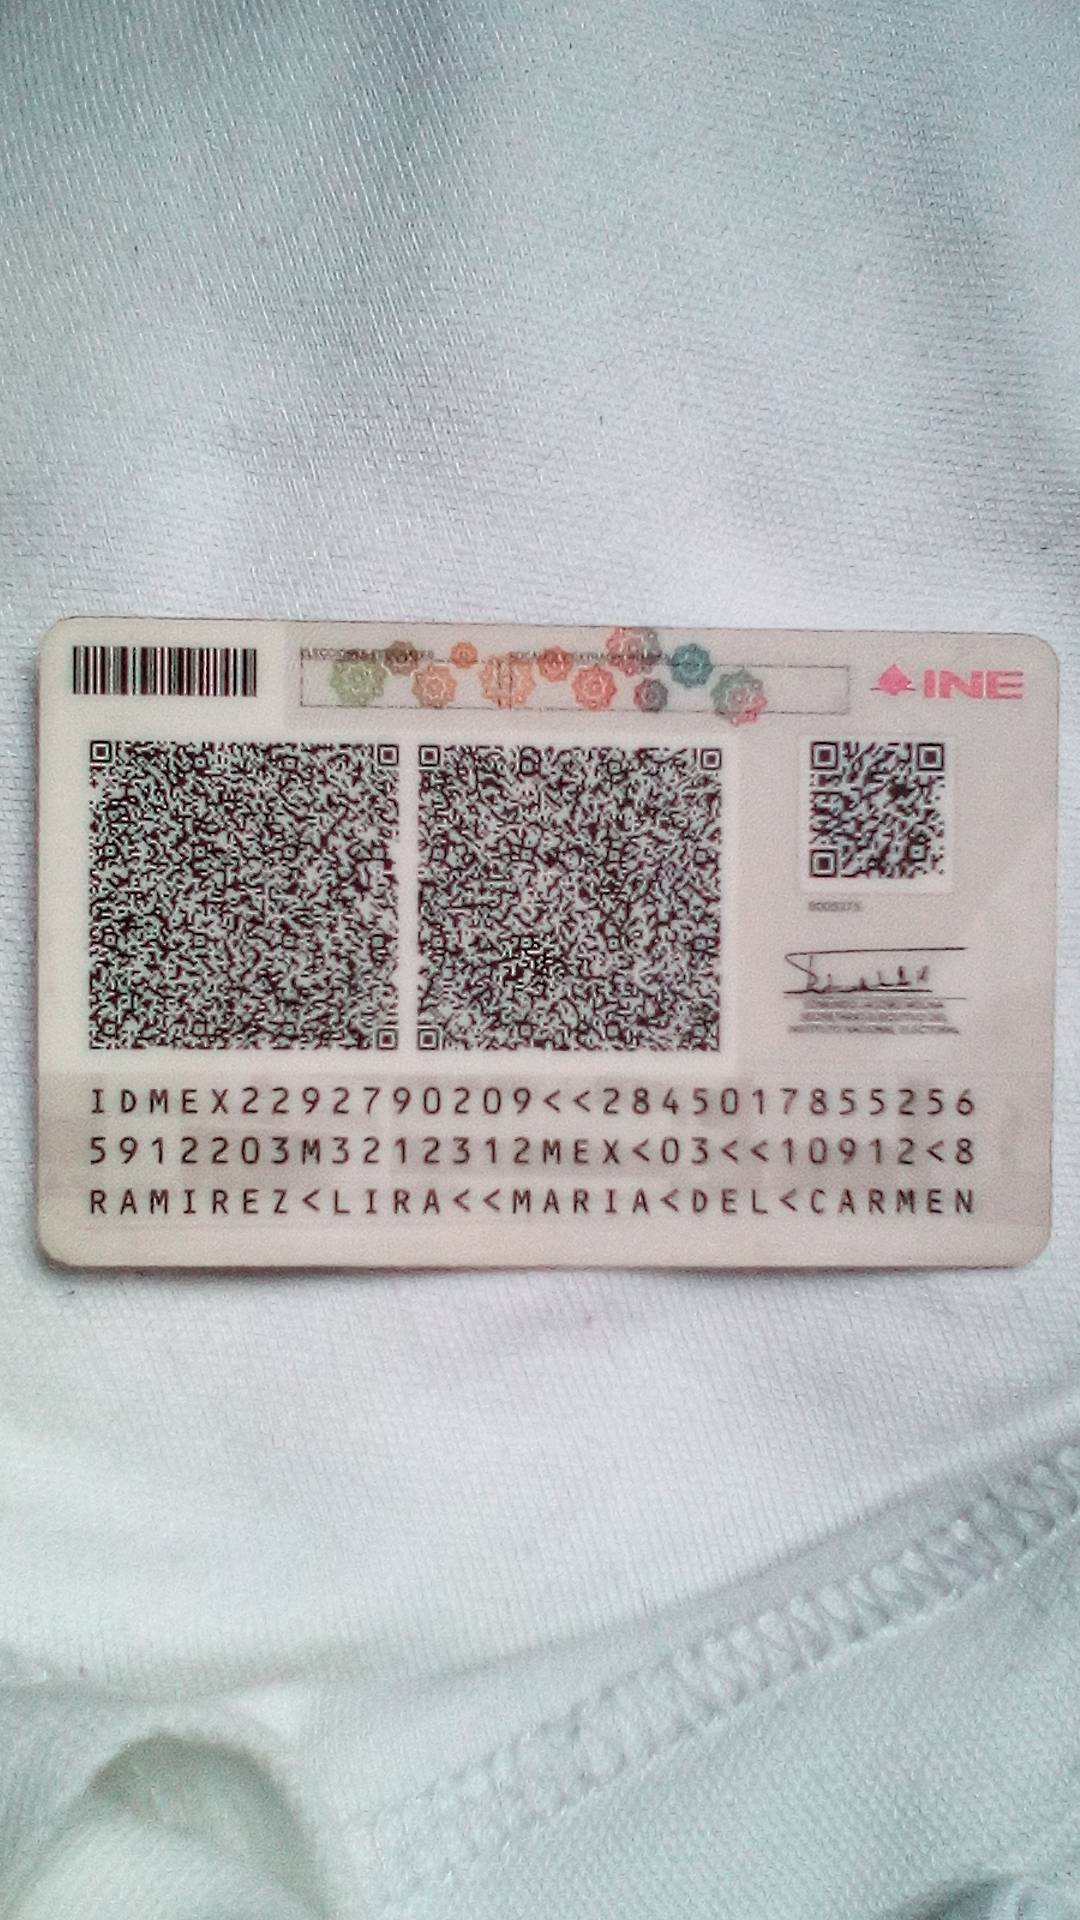 INE
IDMEX2292790209<<2845017855256
5912203M3212312MEX<03<<10912<8
RAMIREZ<LIRA<<MARIA<DEL<CARMEN